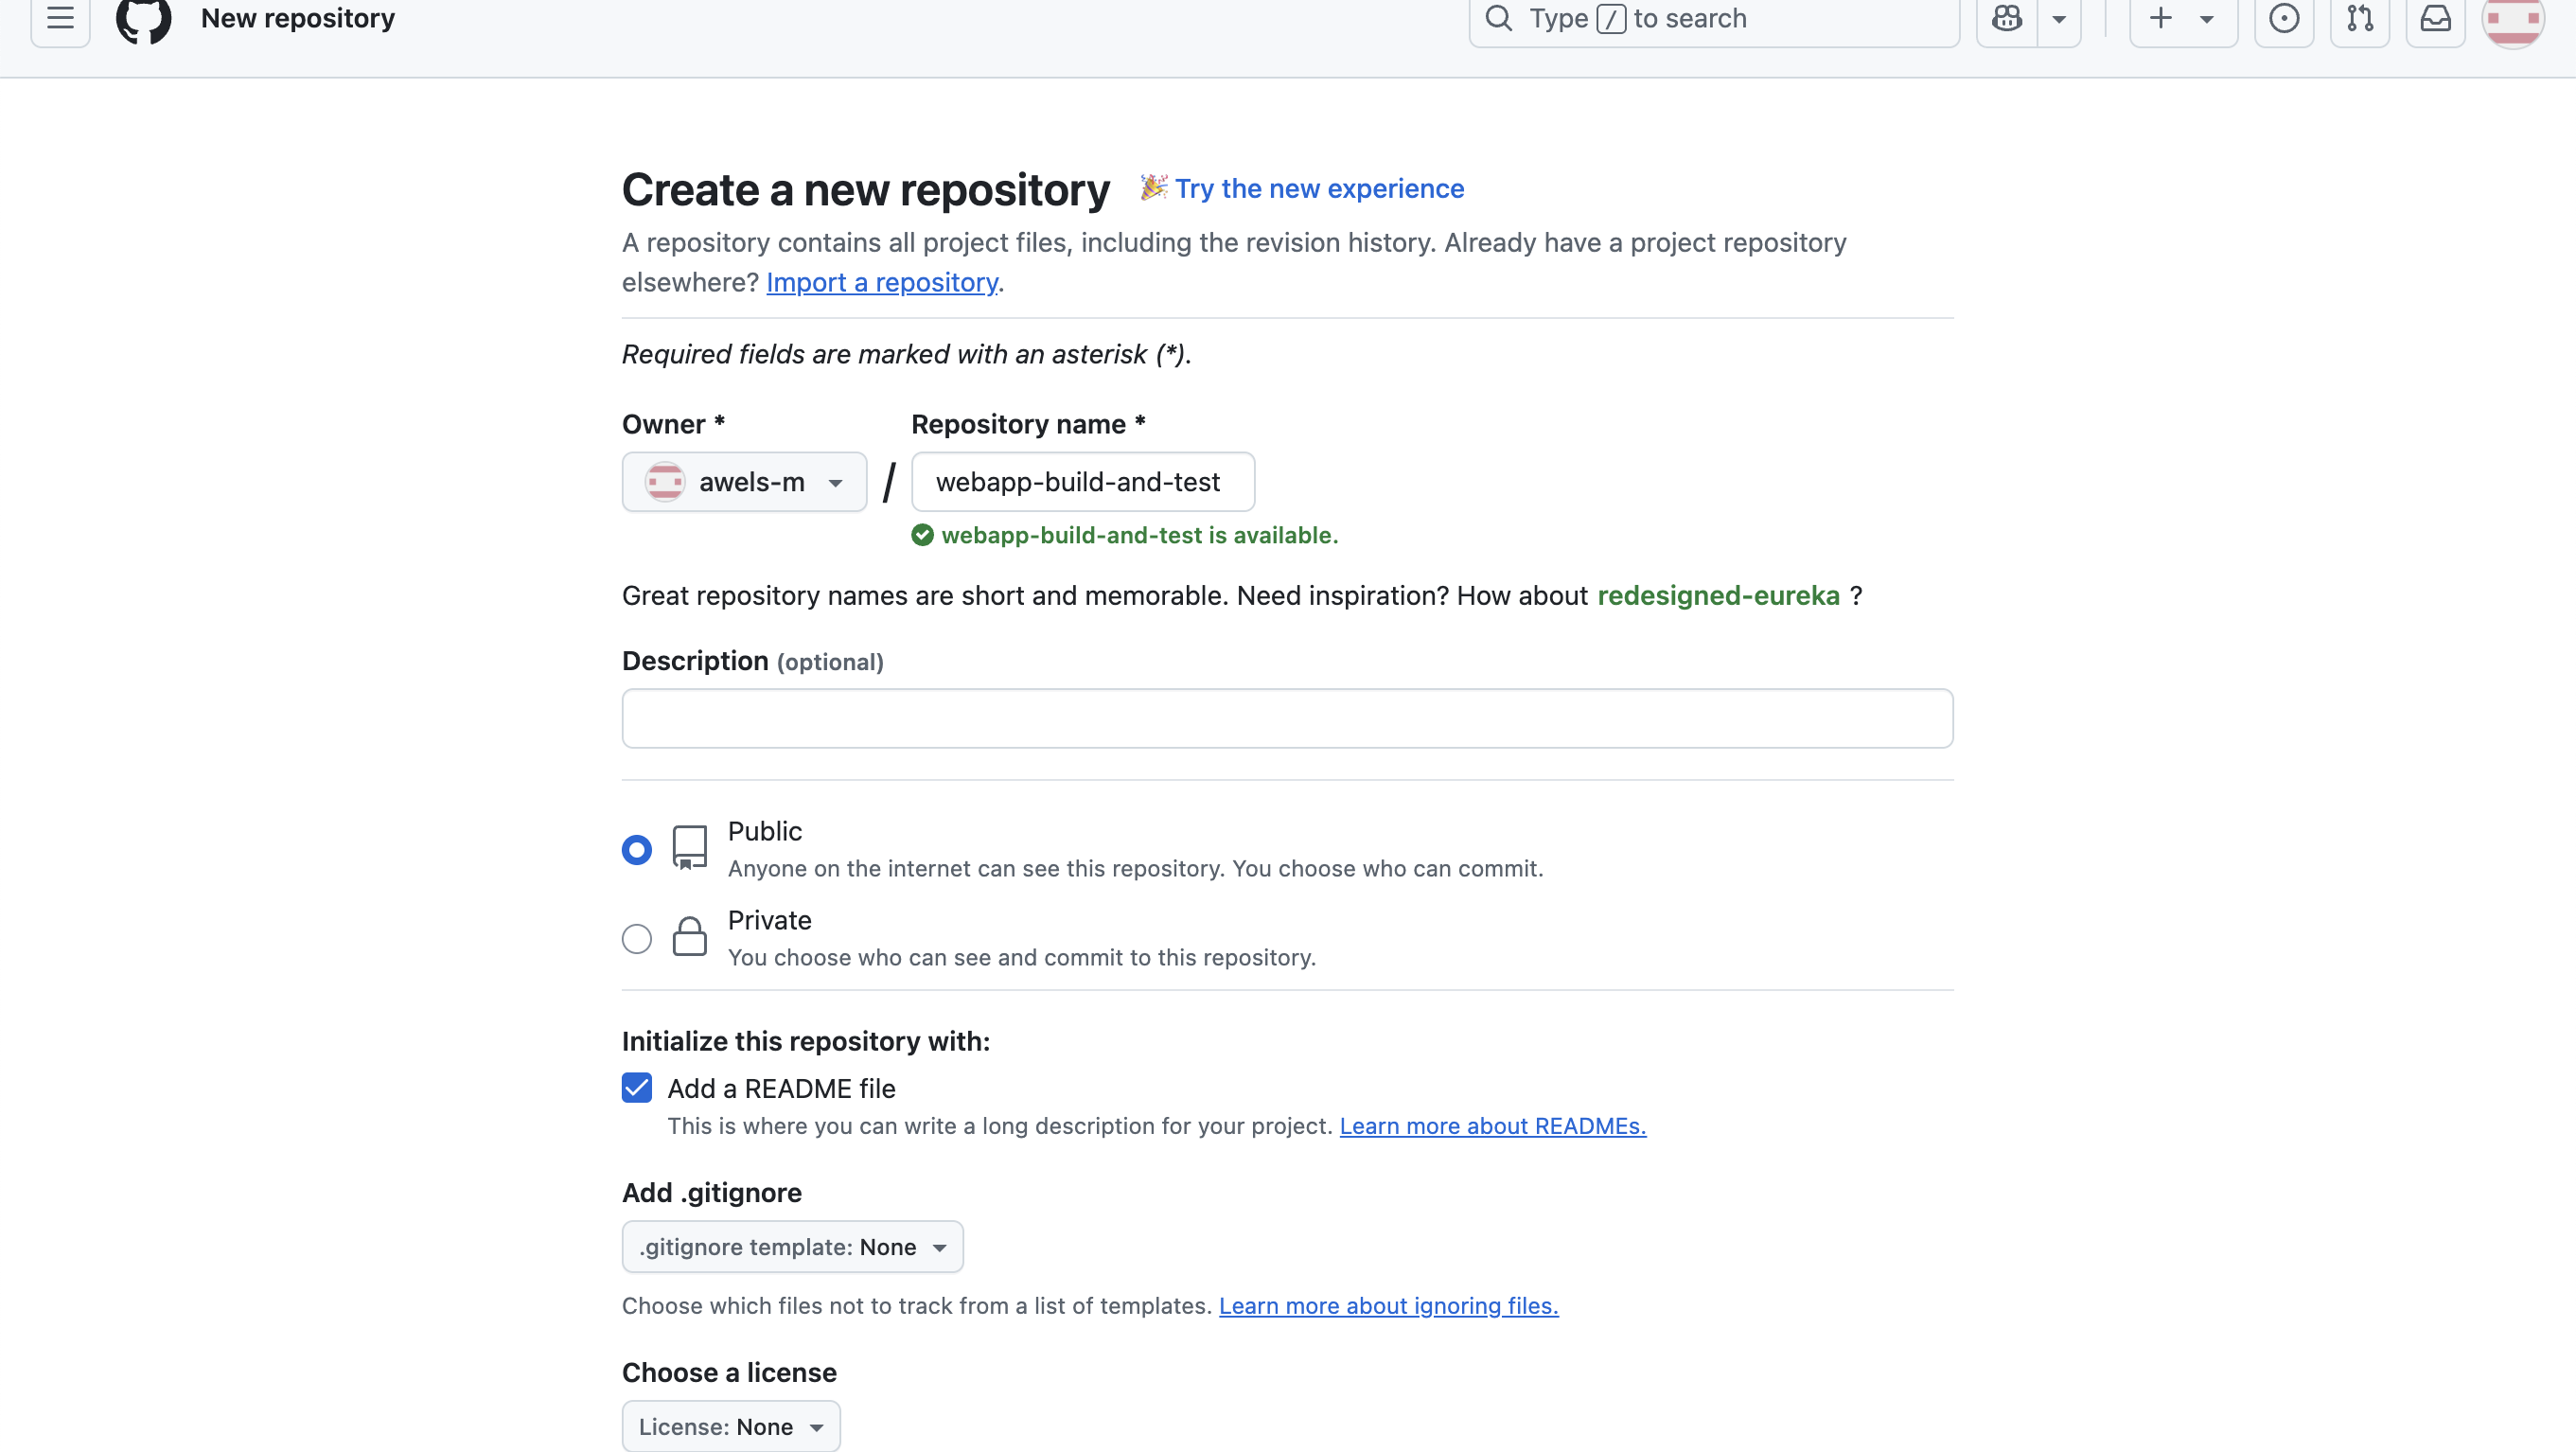 New repository
Type / to search
Create a new repository 🎉 Try the new experience
A repository contains all project files, including the revision history. Already have a project repository
elsewhere? Import a repository.
Required fields are marked with an asterisk (*).
Owner * Repository name *
awels-m / webapp-build-and-test
webapp-build-and-test is available.
Great repository names are short and memorable. Need inspiration? How about redesigned-eureka ?
Description (optional)
Public
Anyone on the internet can see this repository. You choose who can commit.
Private
You choose who can see and commit to this repository.
Initialize this repository with:
Add a README file
This is where you can write a long description for your project. Learn more about READMEs.
Add .gitignore
.gitignore template: None
Choose which files not to track from a list of templates. Learn more about ignoring files.
Choose a license
License: None